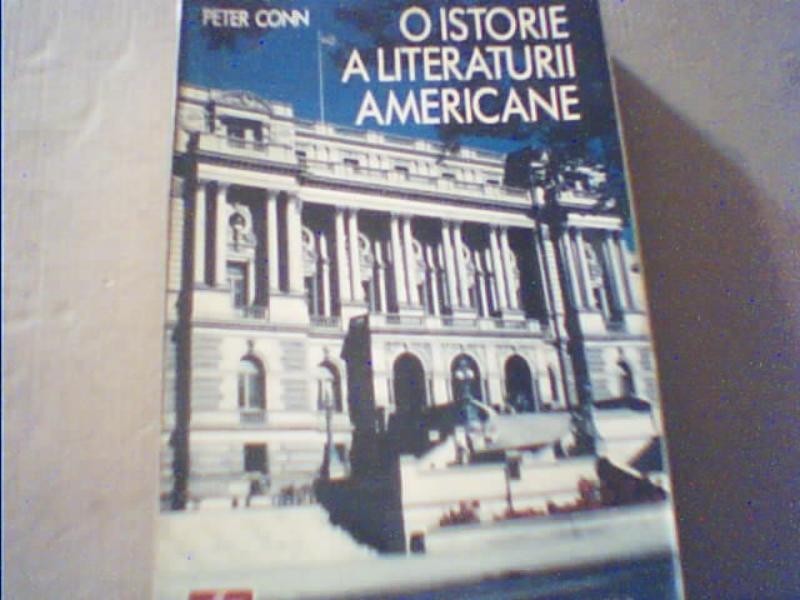 PETER CONN
O ISTORIE
A LITERATURII
AMERICANE